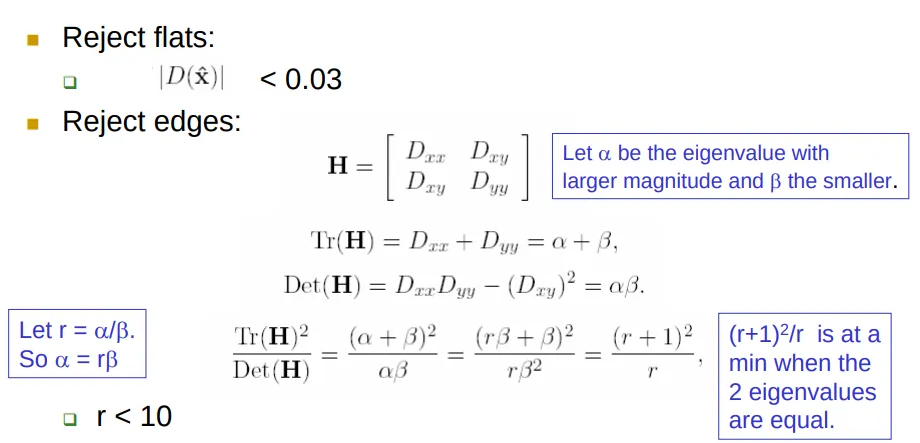 Reject flats:
|D(x̂)| < 0.03
Reject edges:
H = [ Dxx Dxy
Dxy Dyy ]
Let α be the eigenvalue with
larger magnitude and β the smaller.
Tr(H) = Dxx + Dyy = α + β,
Det(H) = DxxDyy − (Dxy)² = αβ.
Let r = α/β.
So α = rβ
Tr(H)²/Det(H) = (α + β)²/αβ = (rβ + β)²/rβ² = (r + 1)²/r,
(r+1)²/r is at a
min when the
2 eigenvalues
are equal.
r < 10